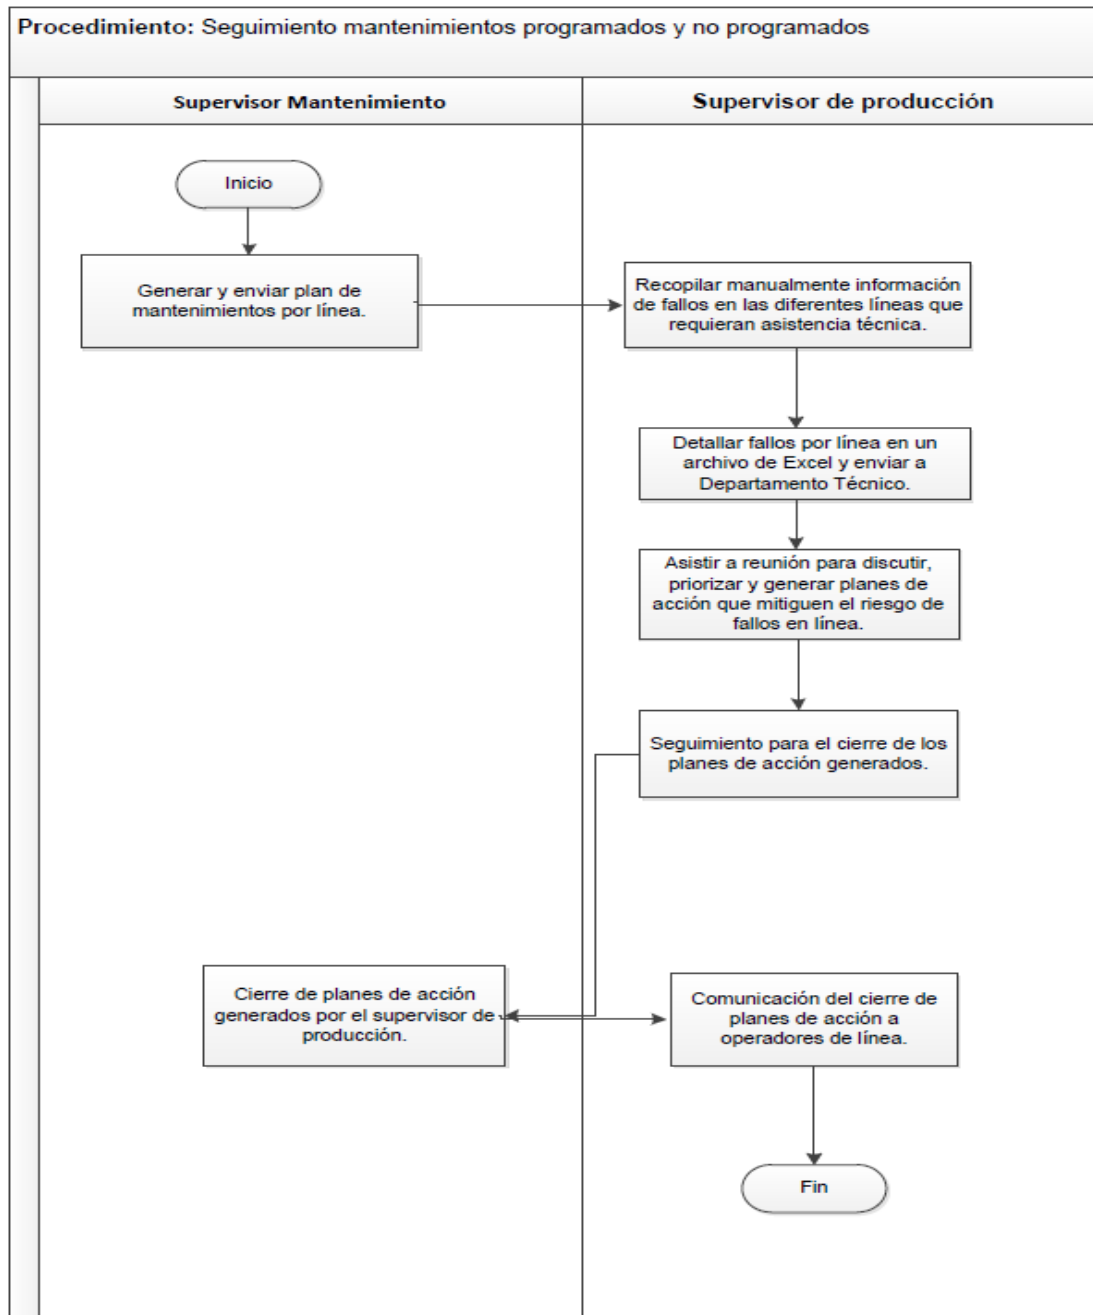 Procedimiento: Seguimiento mantenimientos programados y no programados
Supervisor Mantenimiento
Supervisor de producción
Inicio
Generar y enviar plan de
mantenimientos por línea.
Recopilar manualmente información
de fallos en las diferentes líneas que
requieran asistencia técnica.
Detallar fallos por línea en un
archivo de Excel y enviar a
Departamento Técnico.
Asistir a reunión para discutir,
priorizar y generar planes de
acción que mitiguen el riesgo de
fallos en línea.
Seguimiento para el cierre de los
planes de acción generados.
Cierre de planes de acción
generados por el supervisor de
producción.
Comunicación del cierre de
planes de acción a
operadores de línea.
Fin